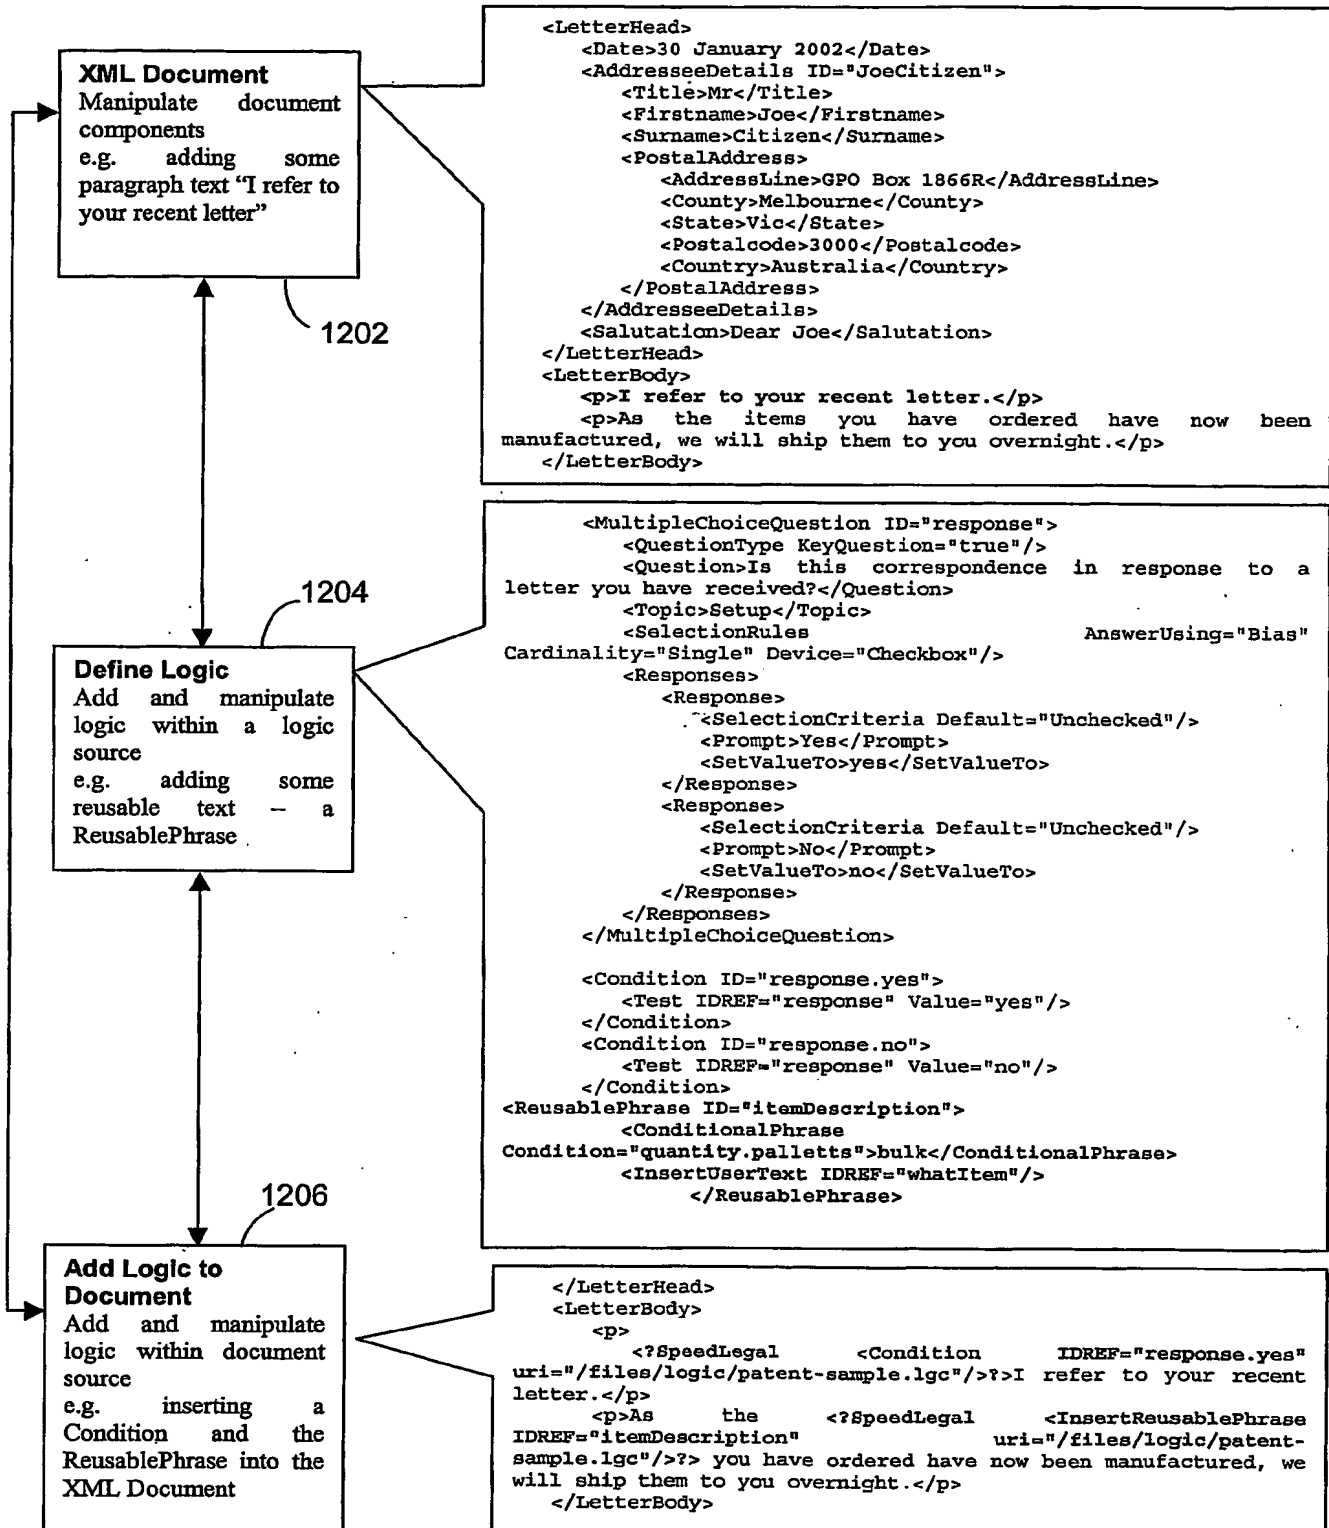 XML Document
Manipulate document
components
e.g. adding some
paragraph text “I refer to
your recent letter”
1202
<LetterHead>
<Date>30 January 2002</Date>
<AddresseeDetails ID="JoeCitizen">
<Title>Mr</Title>
<Firstname>Joe</Firstname>
<Surname>Citizen</Surname>
<PostalAddress>
<AddressLine>GPO Box 1866R</AddressLine>
<County>Melbourne</County>
<State>Vic</State>
<Postalcode>3000</Postalcode>
<Country>Australia</Country>
</PostalAddress>
</AddresseeDetails>
<Salutation>Dear Joe</Salutation>
</LetterHead>
<LetterBody>
<p>I refer to your recent letter.</p>
<p>As the items you have ordered have now been
manufactured, we will ship them to you overnight.</p>
</LetterBody>
1204
Define Logic
Add and manipulate
logic within a logic
source
e.g. adding some
reusable text – a
ReusablePhrase
<MultipleChoiceQuestion ID="response">
<QuestionType KeyQuestion="true"/>
<Question>Is this correspondence in response to a
letter you have received?</Question>
<Topic>Setup</Topic>
<SelectionRules AnswerUsing="Bias"
Cardinality="Single" Device="Checkbox"/>
<Responses>
<Response>
<SelectionCriteria Default="Unchecked"/>
<Prompt>Yes</Prompt>
<SetValueTo>yes</SetValueTo>
</Response>
<Response>
<SelectionCriteria Default="Unchecked"/>
<Prompt>No</Prompt>
<SetValueTo>no</SetValueTo>
</Response>
</Responses>
</MultipleChoiceQuestion>
<Condition ID="response.yes">
<Test IDREF="response" Value="yes"/>
</Condition>
<Condition ID="response.no">
<Test IDREF="response" Value="no"/>
</Condition>
<ReusablePhrase ID="itemDescription">
<ConditionalPhrase
Condition="quantity.palletts">bulk</ConditionalPhrase>
<InsertUserText IDREF="whatItem"/>
</ReusablePhrase>
1206
Add Logic to
Document
Add and manipulate
logic within document
source
e.g. inserting a
Condition and the
ReusablePhrase into the
XML Document
</LetterHead>
<LetterBody>
<p>
<?SpeedLegal <Condition IDREF="response.yes"
uri="/files/logic/patent-sample.lgc"/>?>I refer to your recent
letter.</p>
<p>As the <?SpeedLegal <InsertReusablePhrase
IDREF="itemDescription" uri="/files/logic/patent-
sample.lgc"/>?> you have ordered have now been manufactured, we
will ship them to you overnight.</p>
</LetterBody>